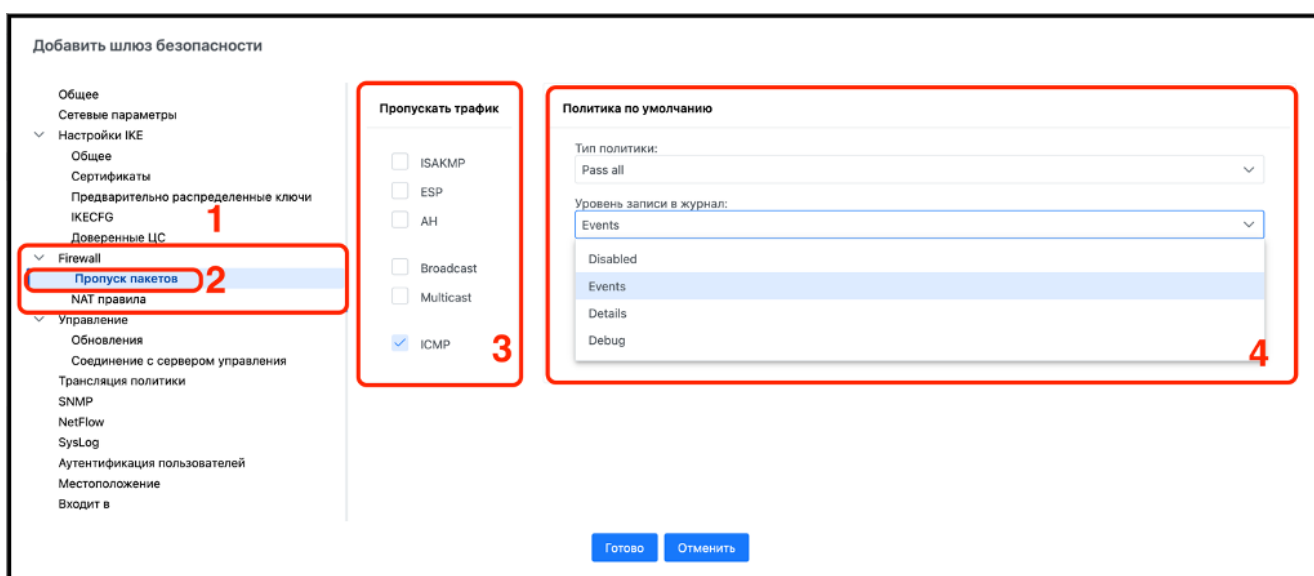 Добавить шлюз безопасности
Общее
Сетевые параметры
Настройки IKE
Общее
Сертификаты
Предварительно распределенные ключи
IKECFG
1
Доверенные ЦС
Firewall
Пропуск пакетов
2
NAT правила
Управление
Обновления
Соединение с сервером управления
Трансляция политики
SNMP
NetFlow
SysLog
Аутентификация пользователей
Местоположение
Входит в
Пропускать трафик
ISAKMP
ESP
AH
Broadcast
Multicast
ICMP
3
Политика по умолчанию
Тип политики:
Pass all
Уровень записи в журнал:
Events
Disabled
Events
Details
Debug
4
Готово
Отменить